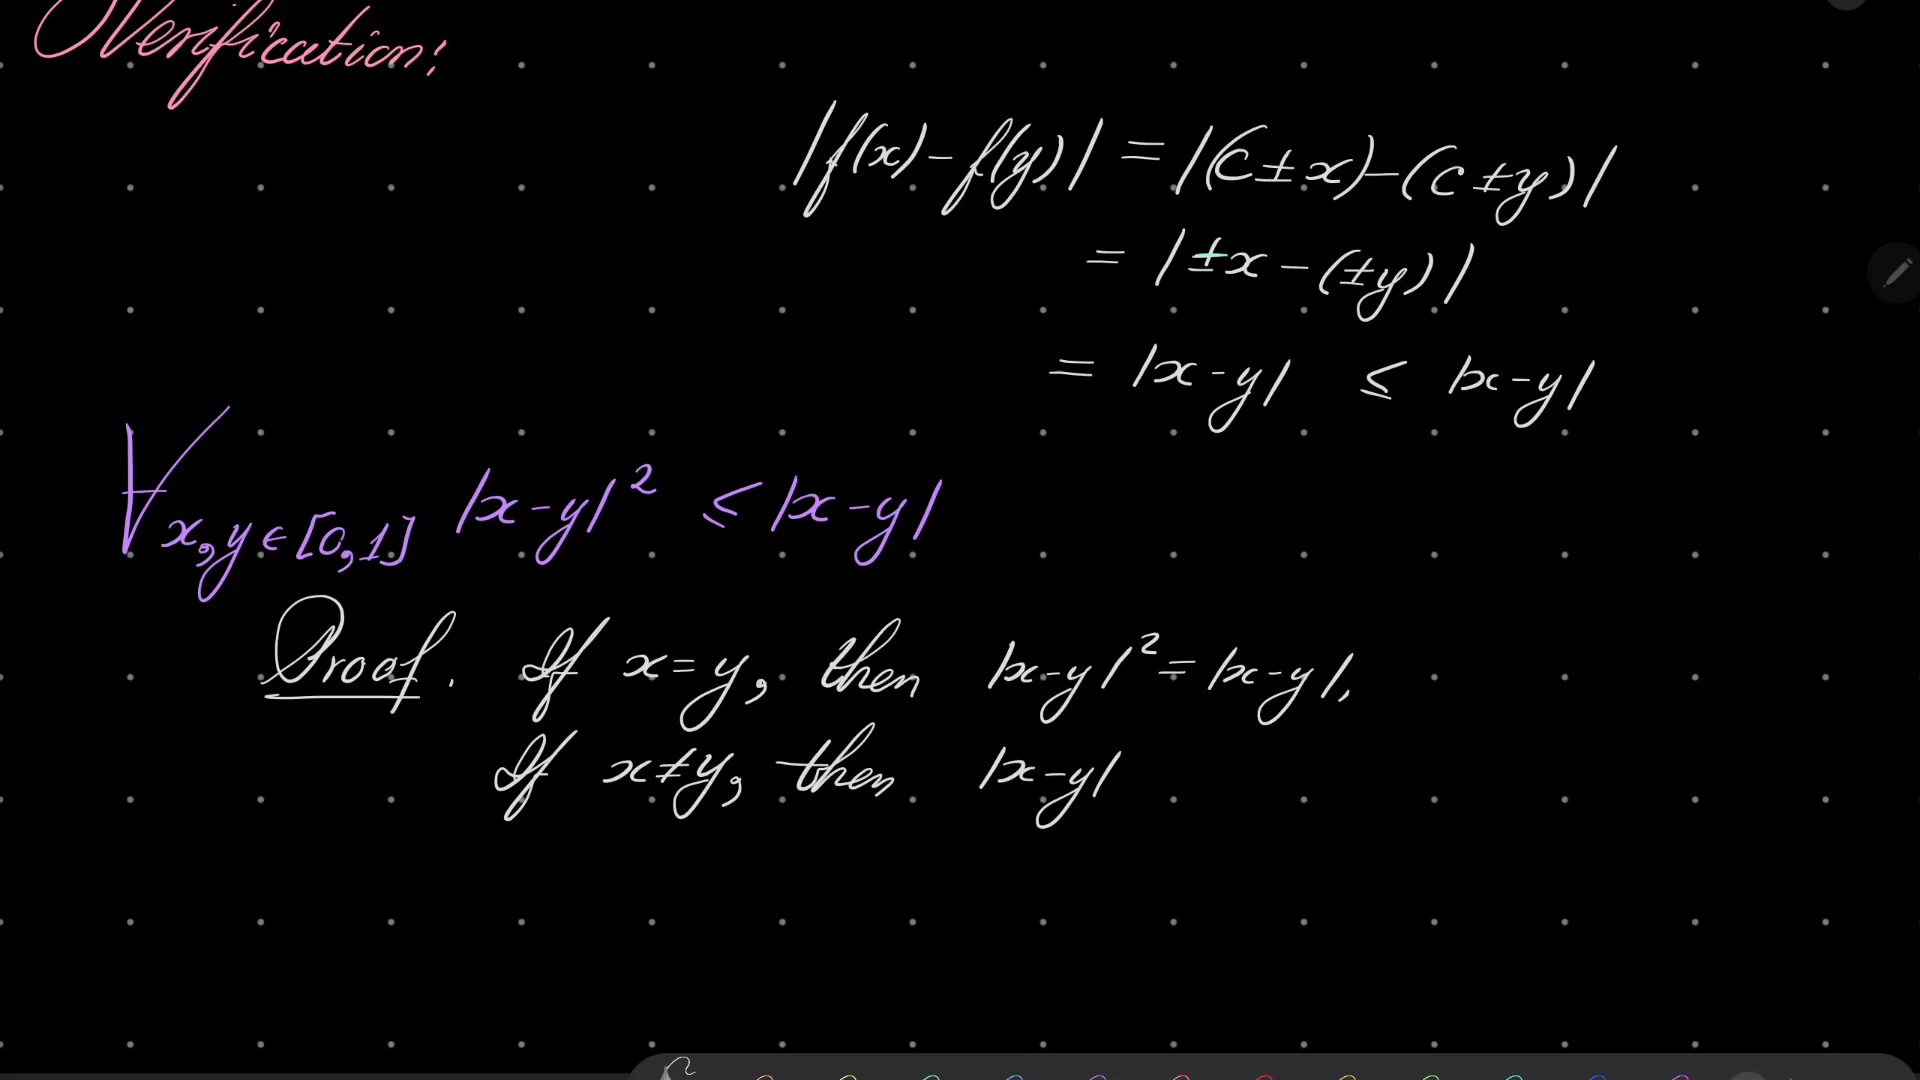 Verification:
|f(x)-f(y)| = |(C±x)-(C±y)|
= |±x-(±y)|
= |x-y| ≤ |x-y|
∀x,y∈[0,1] |x-y|² ≤ |x-y|
Proof. If x=y, then |x-y|²=|x-y|.
If x≠y, then |x-y|